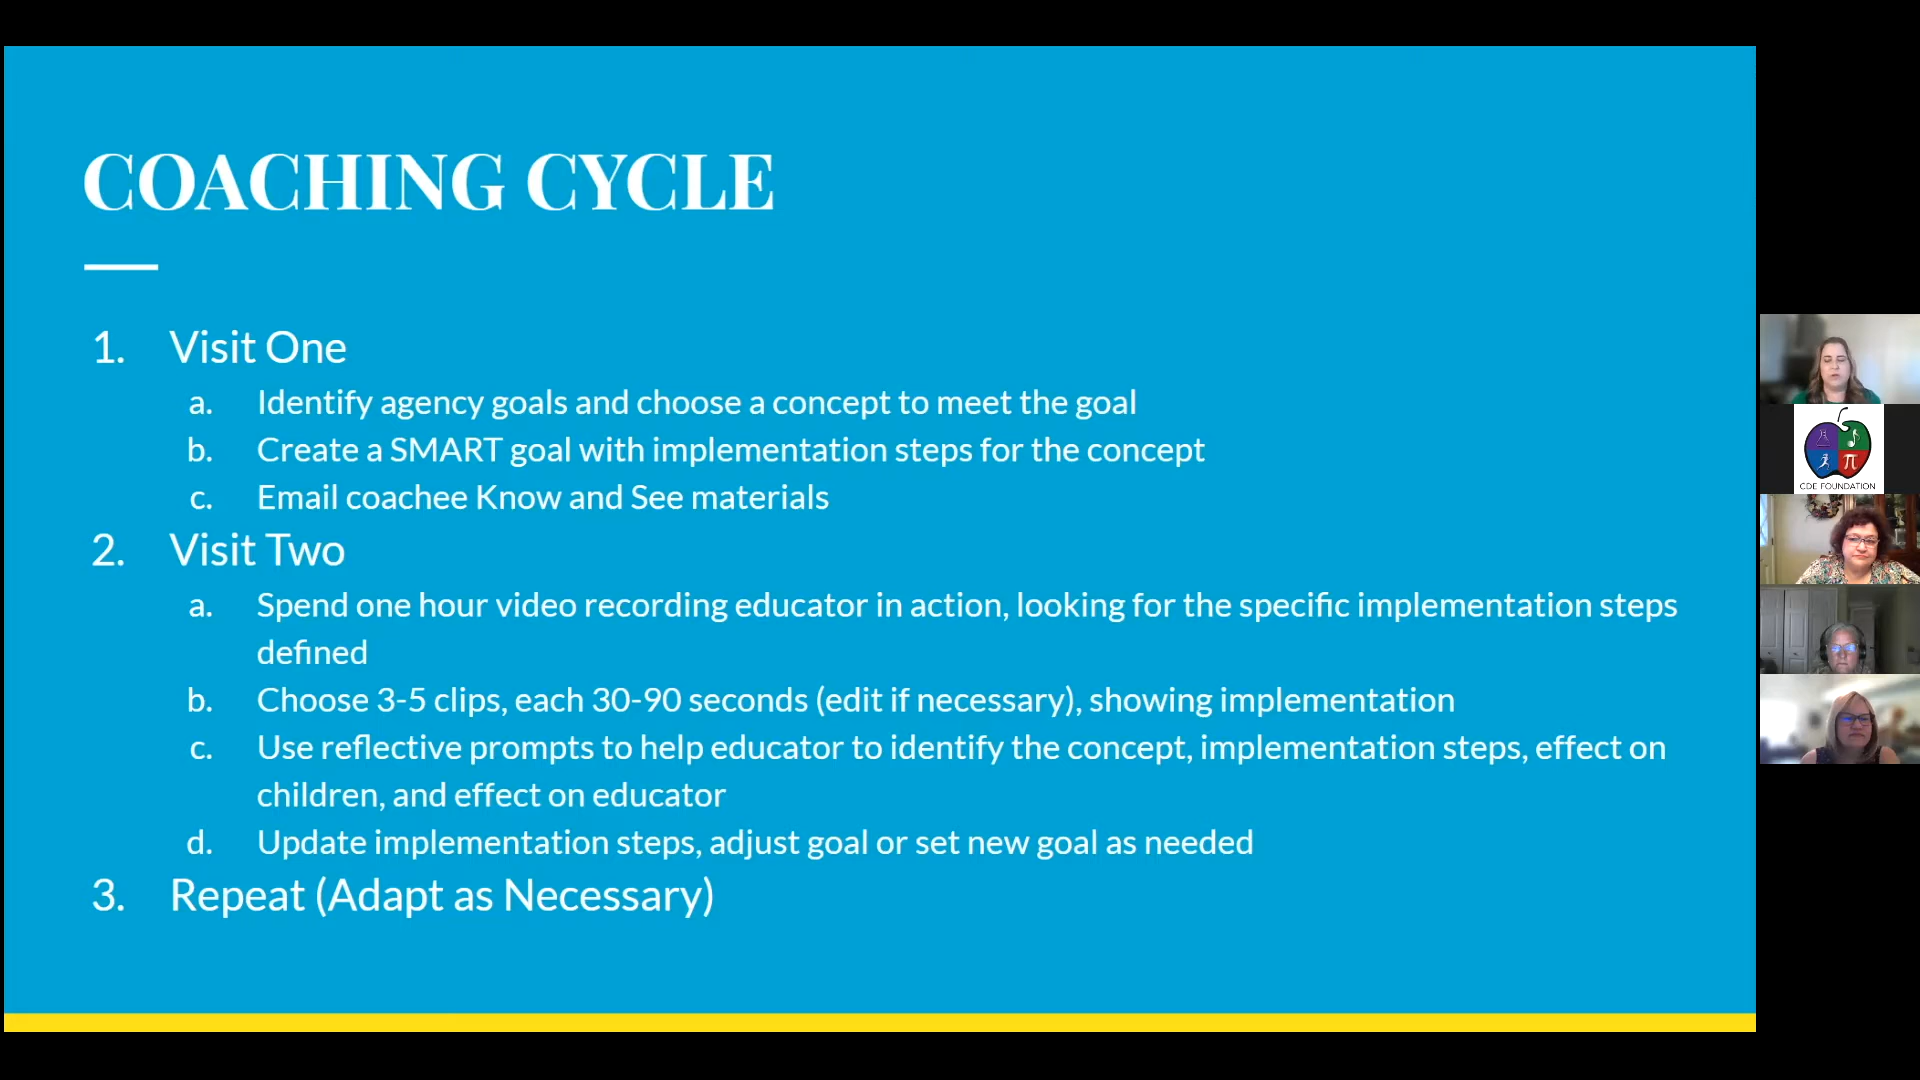 COACHING CYCLE
1. Visit One
a. Identify agency goals and choose a concept to meet the goal
b. Create a SMART goal with implementation steps for the concept
c. Email coachee Know and See materials
2. Visit Two
a. Spend one hour video recording educator in action, looking for the specific implementation steps
defined
b. Choose 3-5 clips, each 30-90 seconds (edit if necessary), showing implementation
c. Use reflective prompts to help educator to identify the concept, implementation steps, effect on
children, and effect on educator
d. Update implementation steps, adjust goal or set new goal as needed
3. Repeat (Adapt as Necessary)
π
CDE FOUNDATION